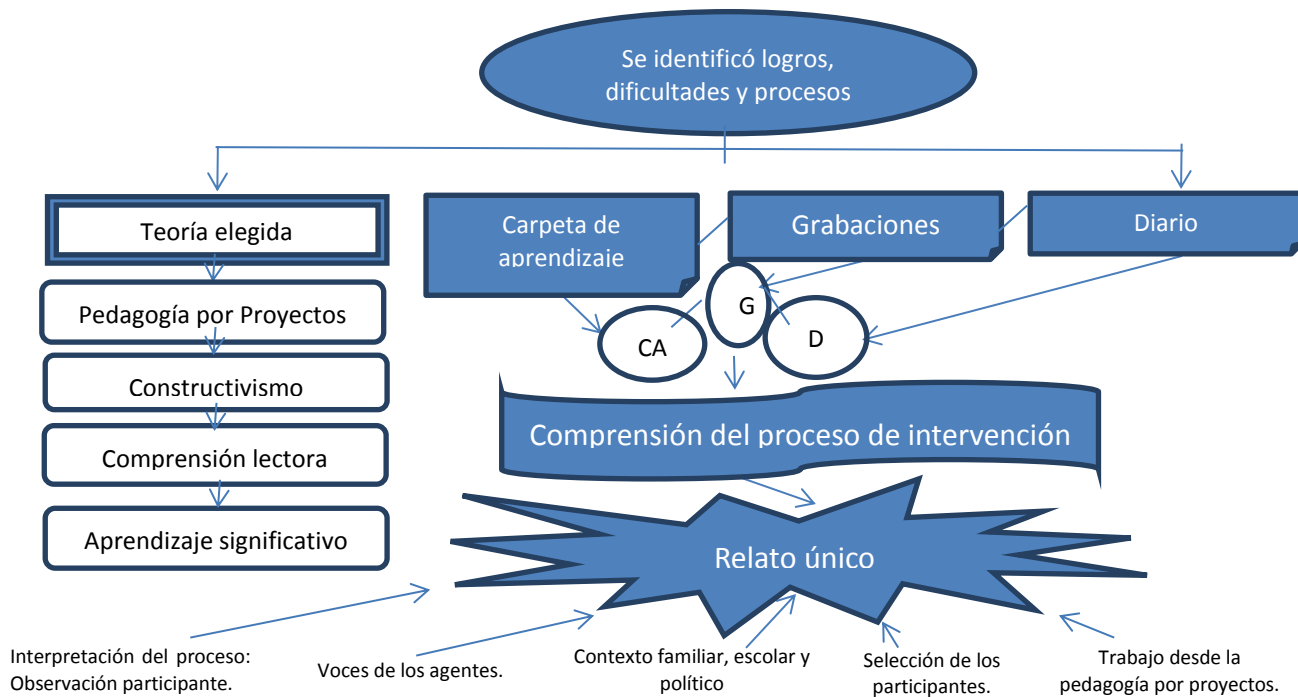 Se identificó logros,
dificultades y procesos
Teoría elegida
Pedagogía por Proyectos
Constructivismo
Comprensión lectora
Aprendizaje significativo
Carpeta de
aprendizaje
Grabaciones
Diario
CA
G
D
Comprensión del proceso de intervención
Relato único
Interpretación del proceso:
Observación participante.
Voces de los agentes.
Contexto familiar, escolar y
político
Selección de los
participantes.
Trabajo desde la
pedagogía por proyectos.